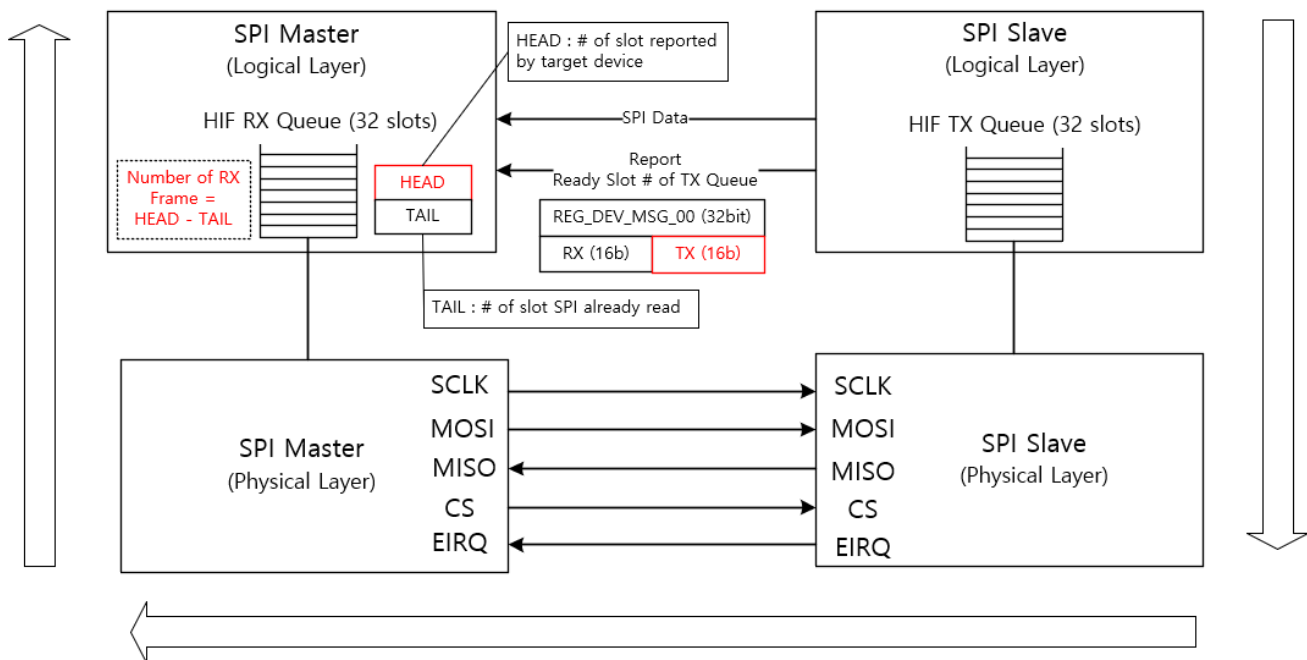 SPI Master
(Logical Layer)
HIF RX Queue (32 slots)
Number of RX
Frame =
HEAD - TAIL
HEAD
TAIL
HEAD : # of slot reported
by target device
TAIL : # of slot SPI already read
SPI Data
Report
Ready Slot # of TX Queue
REG_DEV_MSG_00 (32bit)
RX (16b)
TX (16b)
SPI Slave
(Logical Layer)
HIF TX Queue (32 slots)
SPI Master
(Physical Layer)
SCLK
MOSI
MISO
CS
EIRQ
SCLK
MOSI
MISO
CS
EIRQ
SPI Slave
(Physical Layer)